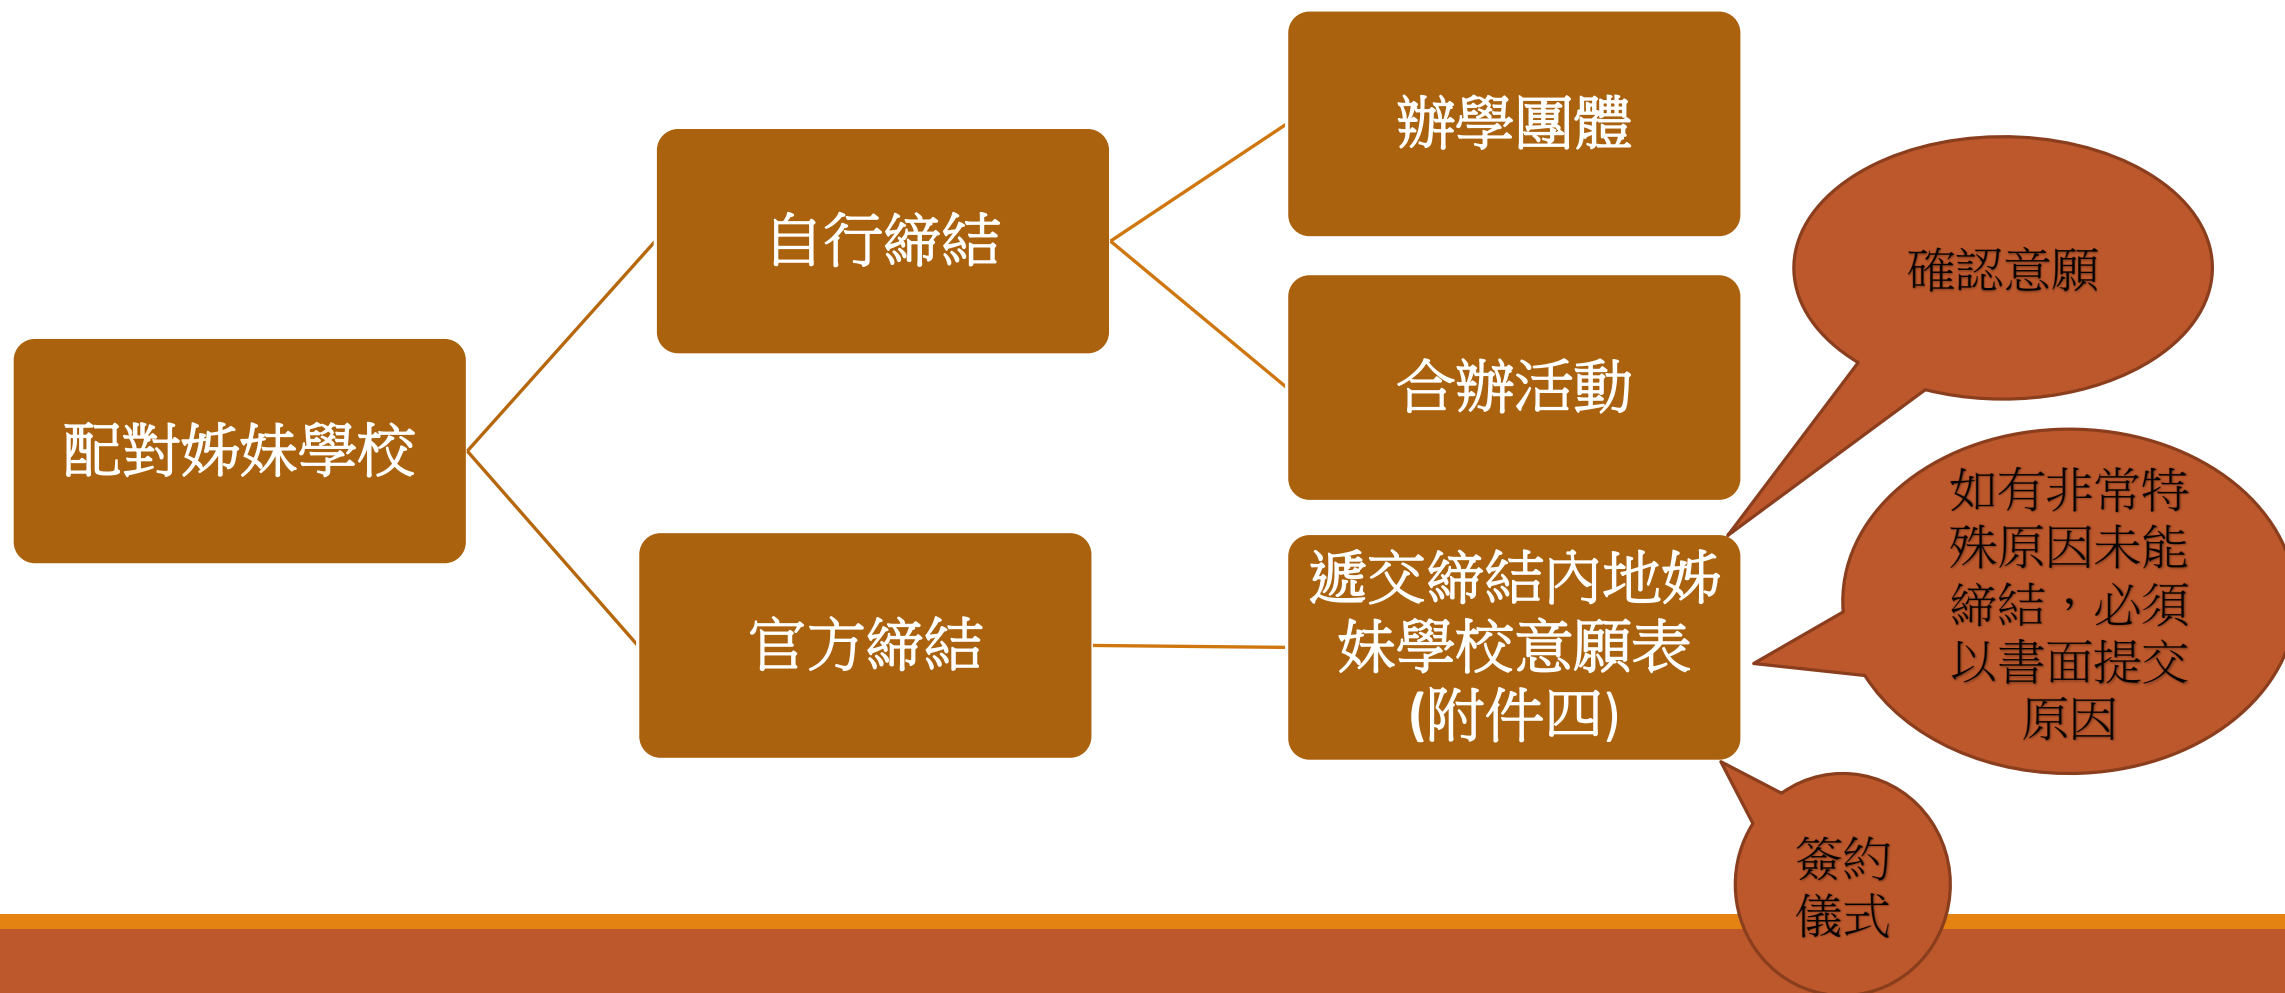 配對姊妹學校
自行締結
官方締結
辦學團體
合辦活動
遞交締結內地姊
妹學校意願表
(附件四)
確認意願
如有非常特
殊原因未能
締結，必須
以書面提交
原因
簽約
儀式